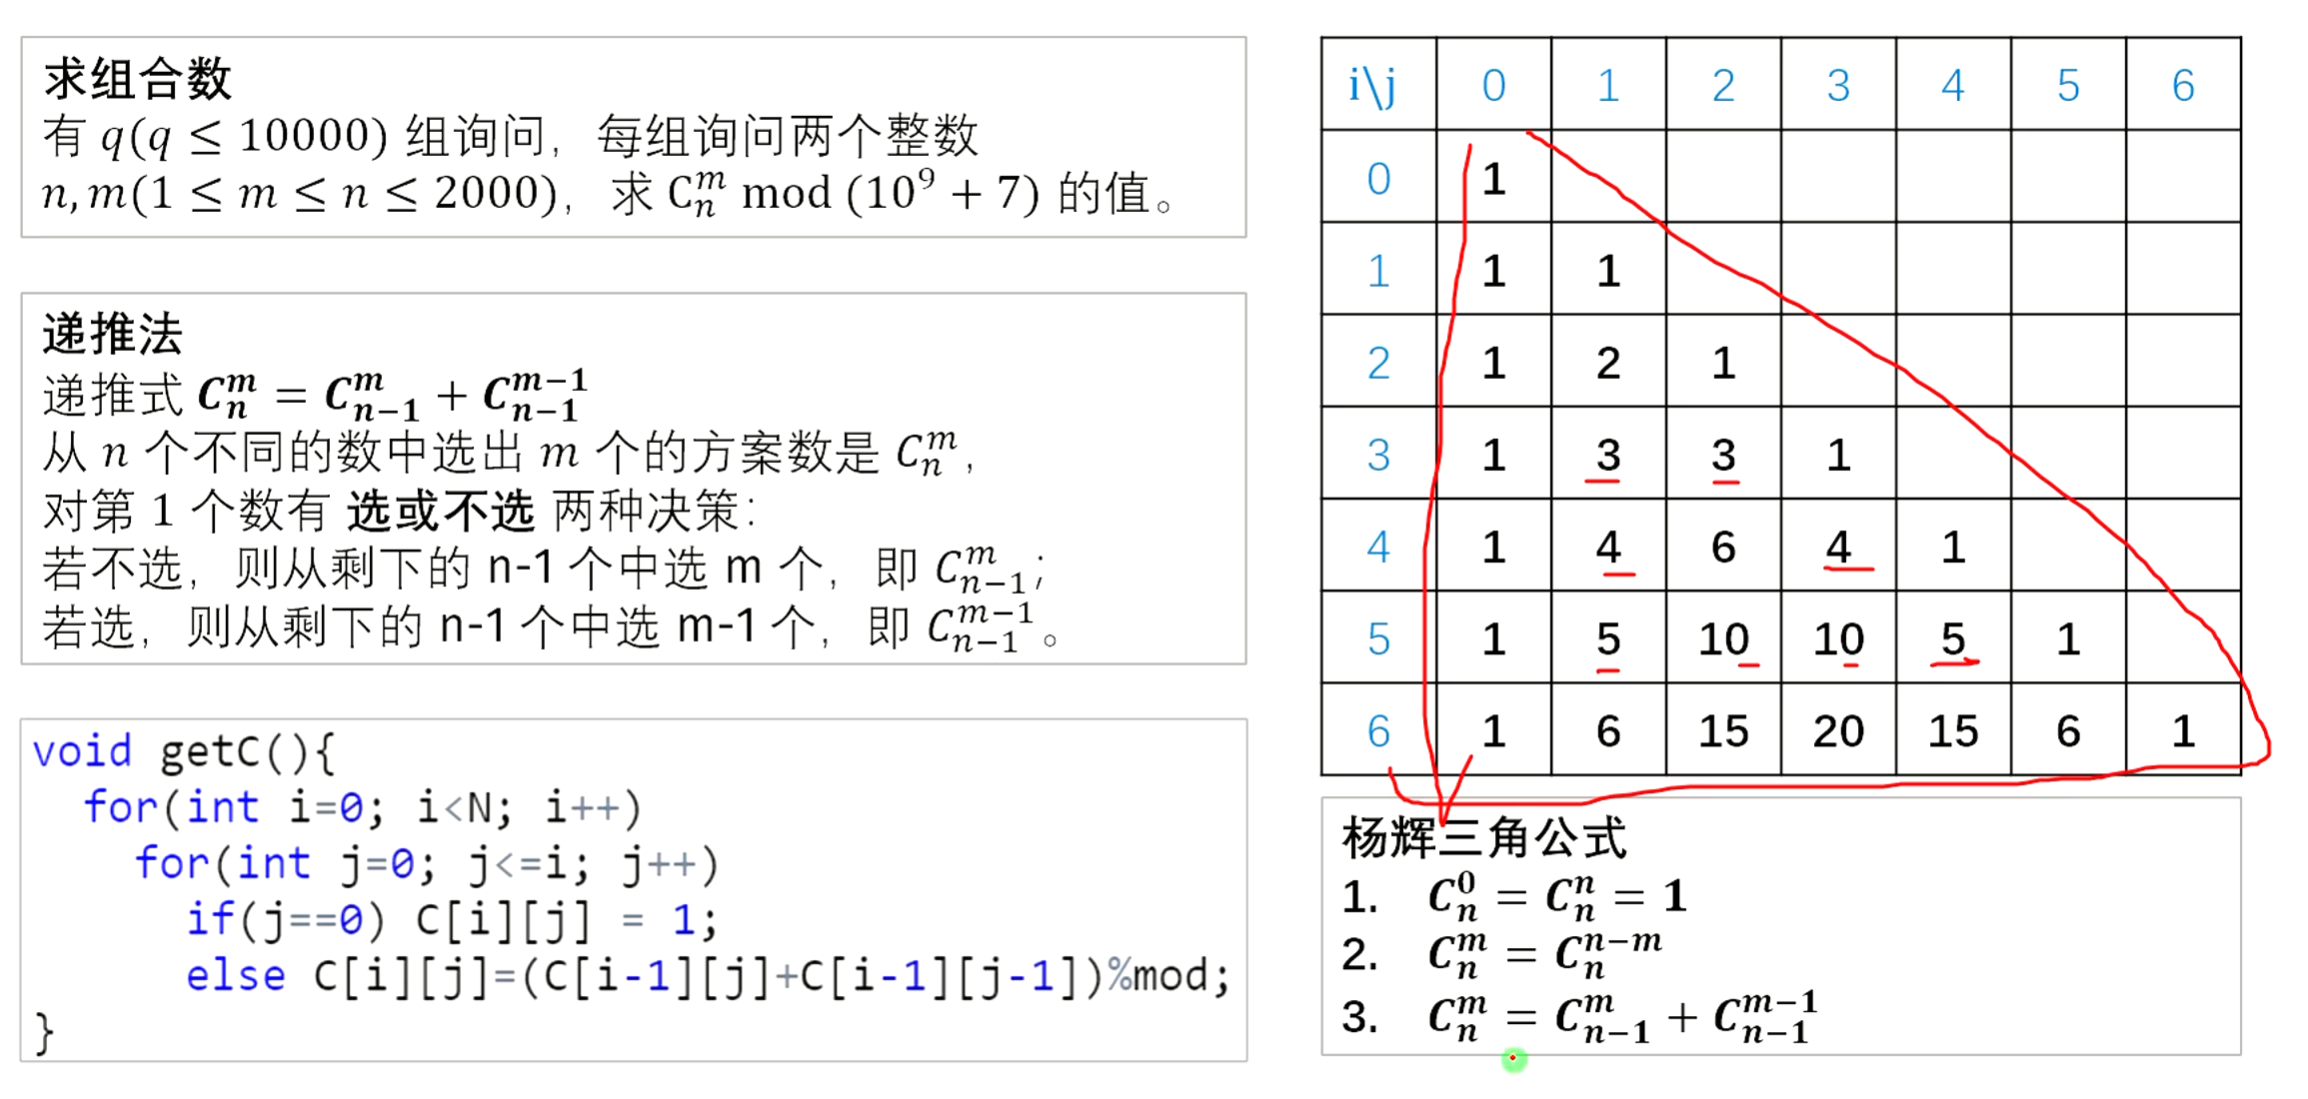 求组合数
有 q(q ≤ 10000) 组询问，每组询问两个整数
n, m(1 ≤ m ≤ n ≤ 2000)，求 C_n^m mod (10^9 + 7) 的值。
递推法
递推式 C_n^m = C_{n-1}^m + C_{n-1}^{m-1}
从 n 个不同的数中选出 m 个的方案数是 C_n^m，
对第 1 个数有 选或不选 两种决策：
若不选，则从剩下的 n-1 个中选 m 个，即 C_{n-1}^m；
若选，则从剩下的 n-1 个中选 m-1 个，即 C_{n-1}^{m-1}。
void getC(){
for(int i=0; i<N; i++)
for(int j=0; j<=i; j++)
if(j==0) C[i][j] = 1;
else C[i][j]=(C[i-1][j]+C[i-1][j-1])%mod;
}
i\j 0 1 2 3 4 5 6
0 1
1 1 1
2 1 2 1
3 1 3 3 1
4 1 4 6 4 1
5 1 5 10 10 5 1
6 1 6 15 20 15 6 1
杨辉三角公式
1. C_n^0 = C_n^n = 1
2. C_n^m = C_n^{n-m}
3. C_n^m = C_{n-1}^m + C_{n-1}^{m-1}